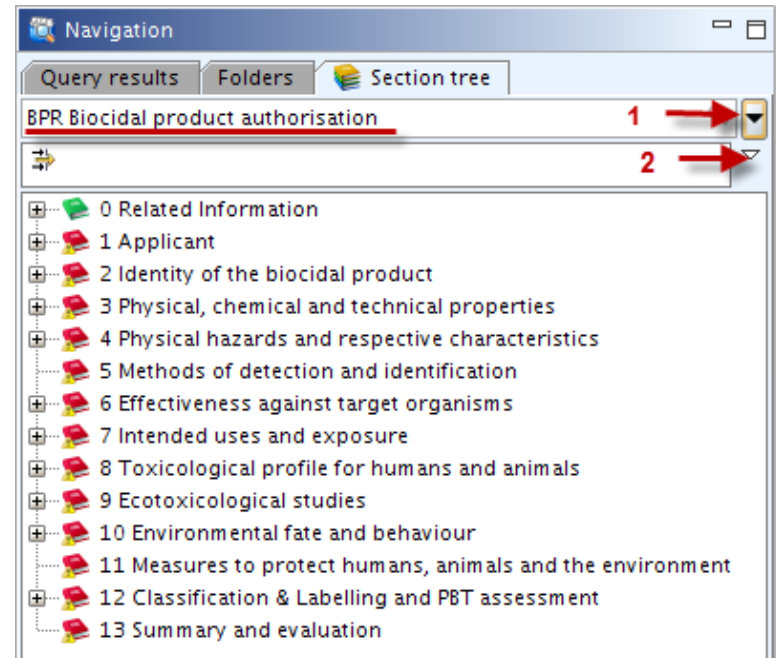 Navigation
Query results Folders Section tree
BPR Biocidal product authorisation 1
2
0 Related Information
1 Applicant
2 Identity of the biocidal product
3 Physical, chemical and technical properties
4 Physical hazards and respective characteristics
5 Methods of detection and identification
6 Effectiveness against target organisms
7 Intended uses and exposure
8 Toxicological profile for humans and animals
9 Ecotoxicological studies
10 Environmental fate and behaviour
11 Measures to protect humans, animals and the environment
12 Classification & Labelling and PBT assessment
13 Summary and evaluation